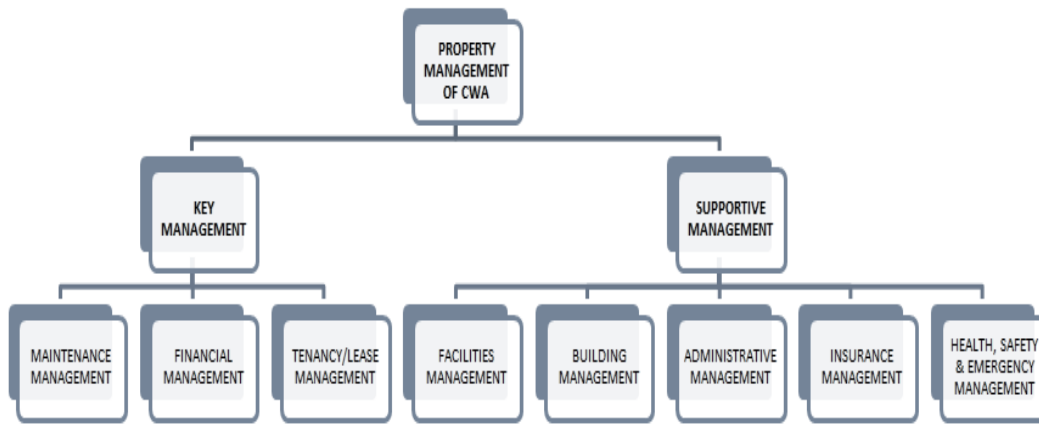 PROPERTY
MANAGEMENT
OF CWA
KEY
MANAGEMENT
SUPPORTIVE
MANAGEMENT
MAINTENANCE
MANAGEMENT
FINANCIAL
MANAGEMENT
TENANCY/LEASE
MANAGEMENT
FACILITIES
MANAGEMENT
BUILDING
MANAGEMENT
ADMINISTRATIVE
MANAGEMENT
INSURANCE
MANAGEMENT
HEALTH, SAFETY
& EMERGENCY
MANAGEMENT